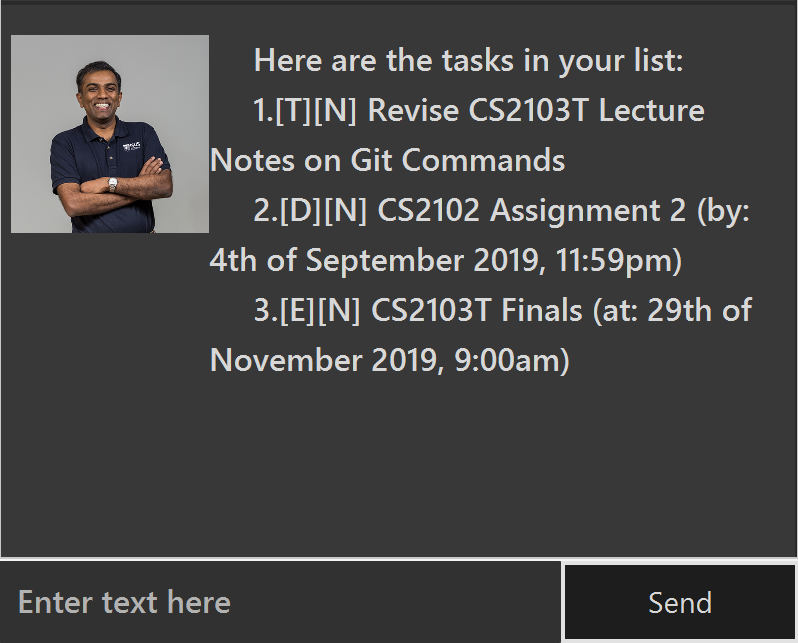 Here are the tasks in your list:
1.[T][N] Revise CS2103T Lecture
Notes on Git Commands
2.[D][N] CS2102 Assignment 2 (by:
4th of September 2019, 11:59pm)
3.[E][N] CS2103T Finals (at: 29th of
November 2019, 9:00am)
Enter text here
Send